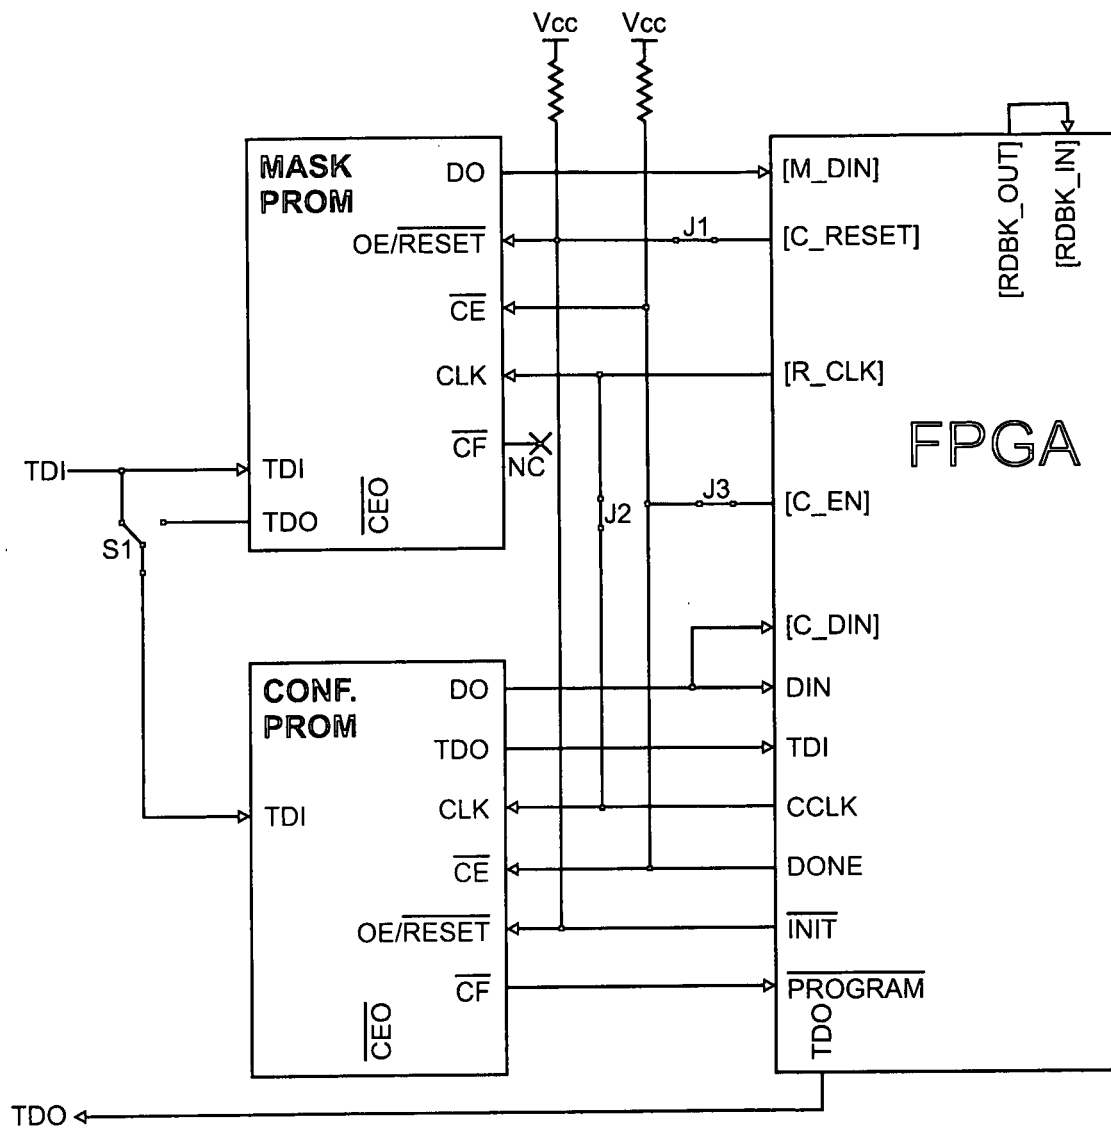 Vcc
Vcc
MASK
PROM
DO
OE/RESET
CE
CLK
CF
NC
TDI
TDI
TDO
CEO
S1
J1
J2
J3
[M_DIN]
[C_RESET]
[RDBK_OUT]
[RDBK_IN]
[R_CLK]
FPGA
[C_EN]
[C_DIN]
DIN
TDI
CCLK
DONE
INIT
PROGRAM
TDO
CONF.
PROM
DO
TDO
TDI
CLK
CE
OE/RESET
CF
CEO
TDO